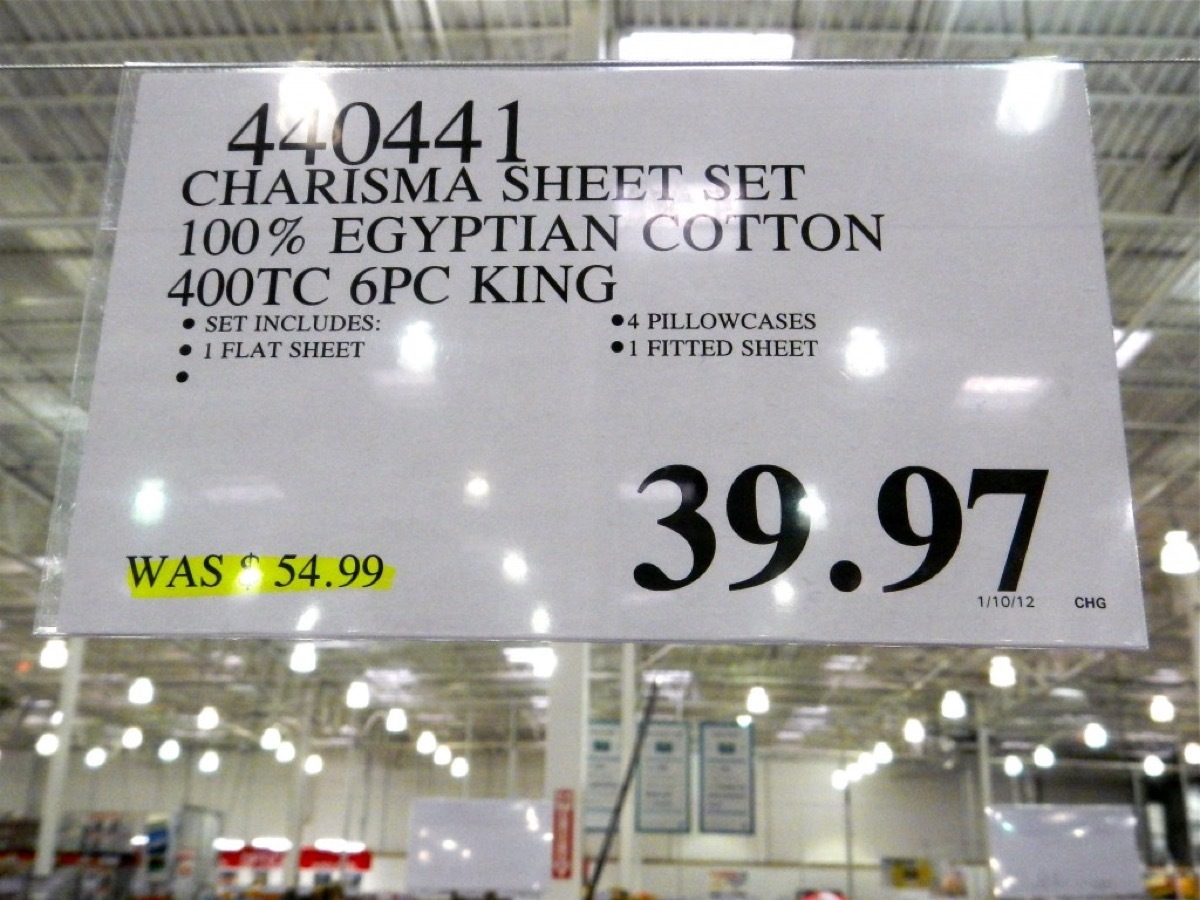 440441
CHARISMA SHEET SET
100% EGYPTIAN COTTON
400TC 6PC KING
• SET INCLUDES:
• 1 FLAT SHEET
•
•4 PILLOWCASES
•1 FITTED SHEET
WAS $ 54.99
39.97
1/10/12 CHG